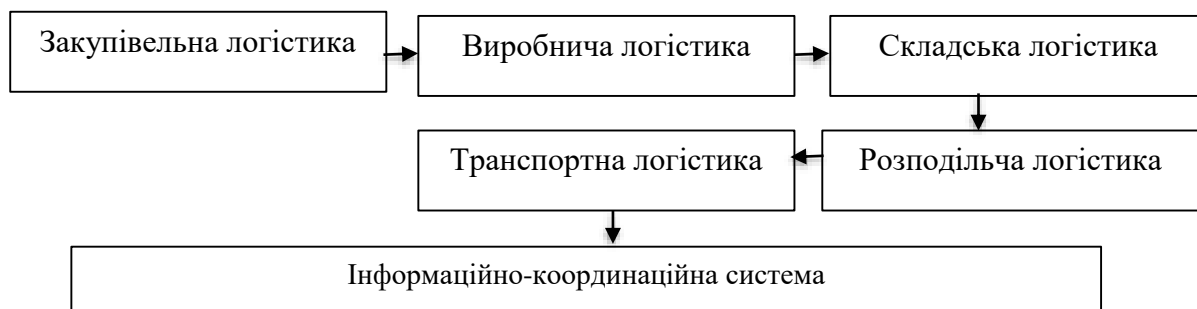 Закупівельна логістика
Виробнича логістика
Складська логістика
Транспортна логістика
Розподільча логістика
Інформаційно-координаційна система